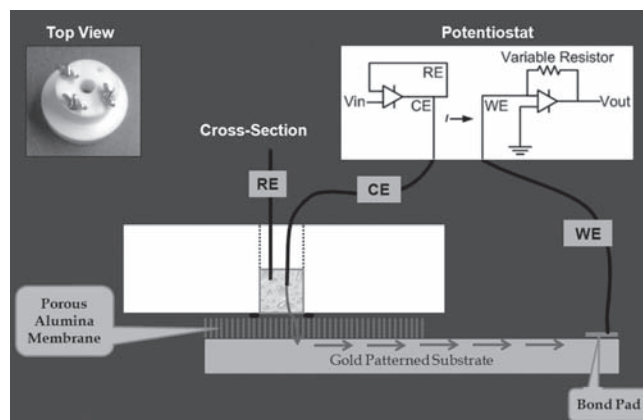 Top View
Potentiostat
Variable Resistor
RE
Vin
CE
I
WE
Vout
Cross-Section
RE
CE
WE
Porous
Alumina
Membrane
Gold Patterned Substrate
Bond Pad